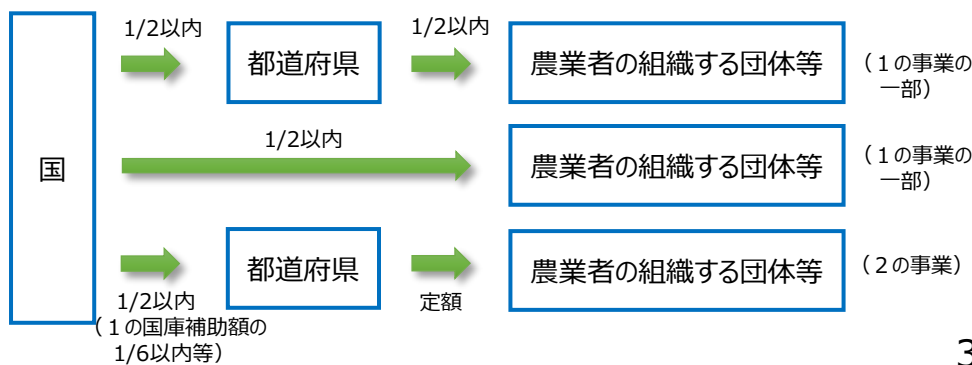 1/2以内
1/2以内
都道府県
農業者の組織する団体等
（１の事業の
一部）
1/2以内
国
農業者の組織する団体等
（１の事業の
一部）
都道府県
農業者の組織する団体等
（２の事業）
1/2以内
定額
（１の国庫補助額の
1/6以内等）
3